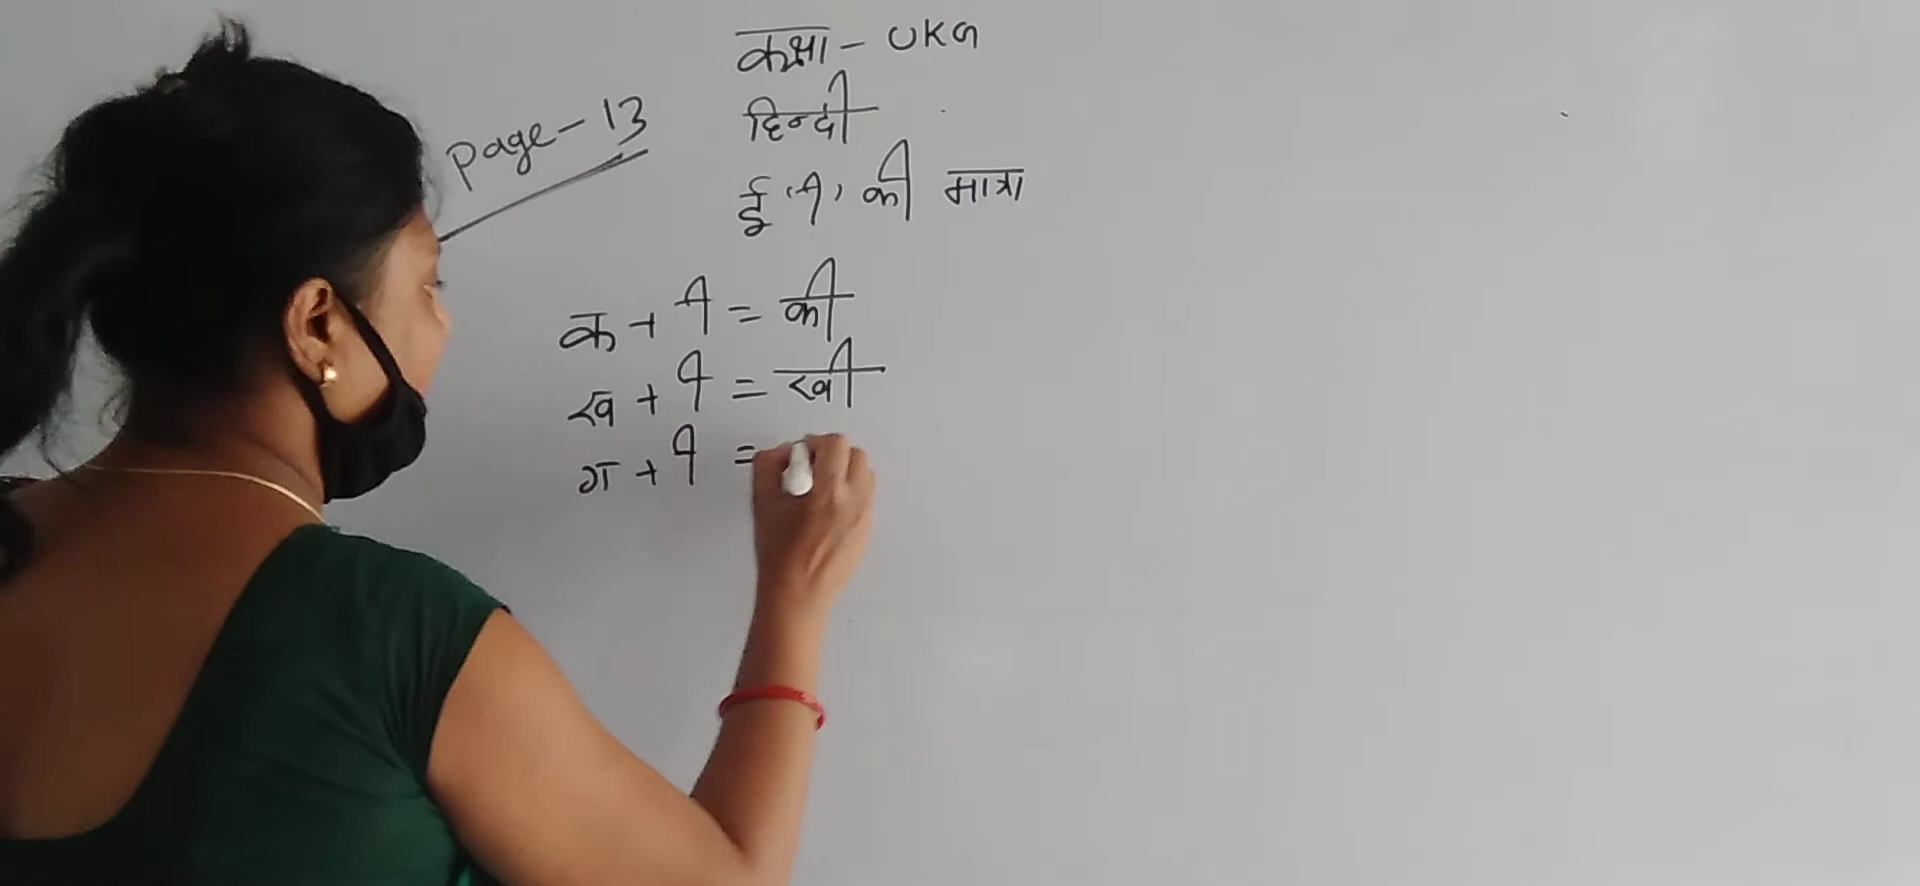 कक्षा - UKG
Page - 13
हिन्दी
ई 'ी' की मात्रा
क + ी = की
ख + ी = खी
ग + ी =